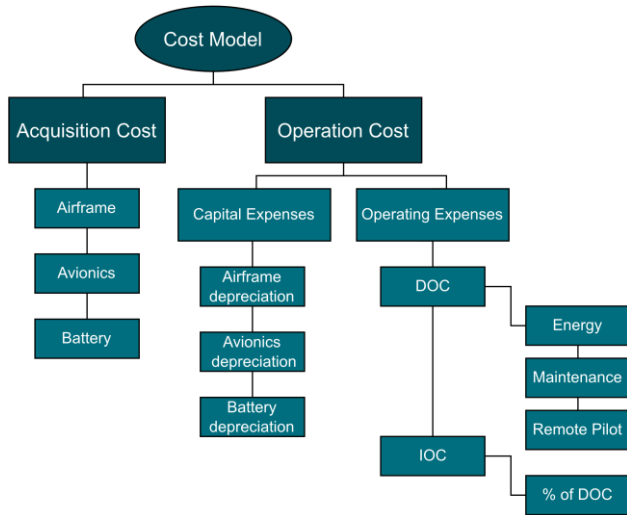 Cost Model
Acquisition Cost
Operation Cost
Airframe
Avionics
Battery
Capital Expenses
Operating Expenses
Airframe
depreciation
Avionics
depreciation
Battery
depreciation
DOC
Energy
Maintenance
Remote Pilot
IOC
% of DOC